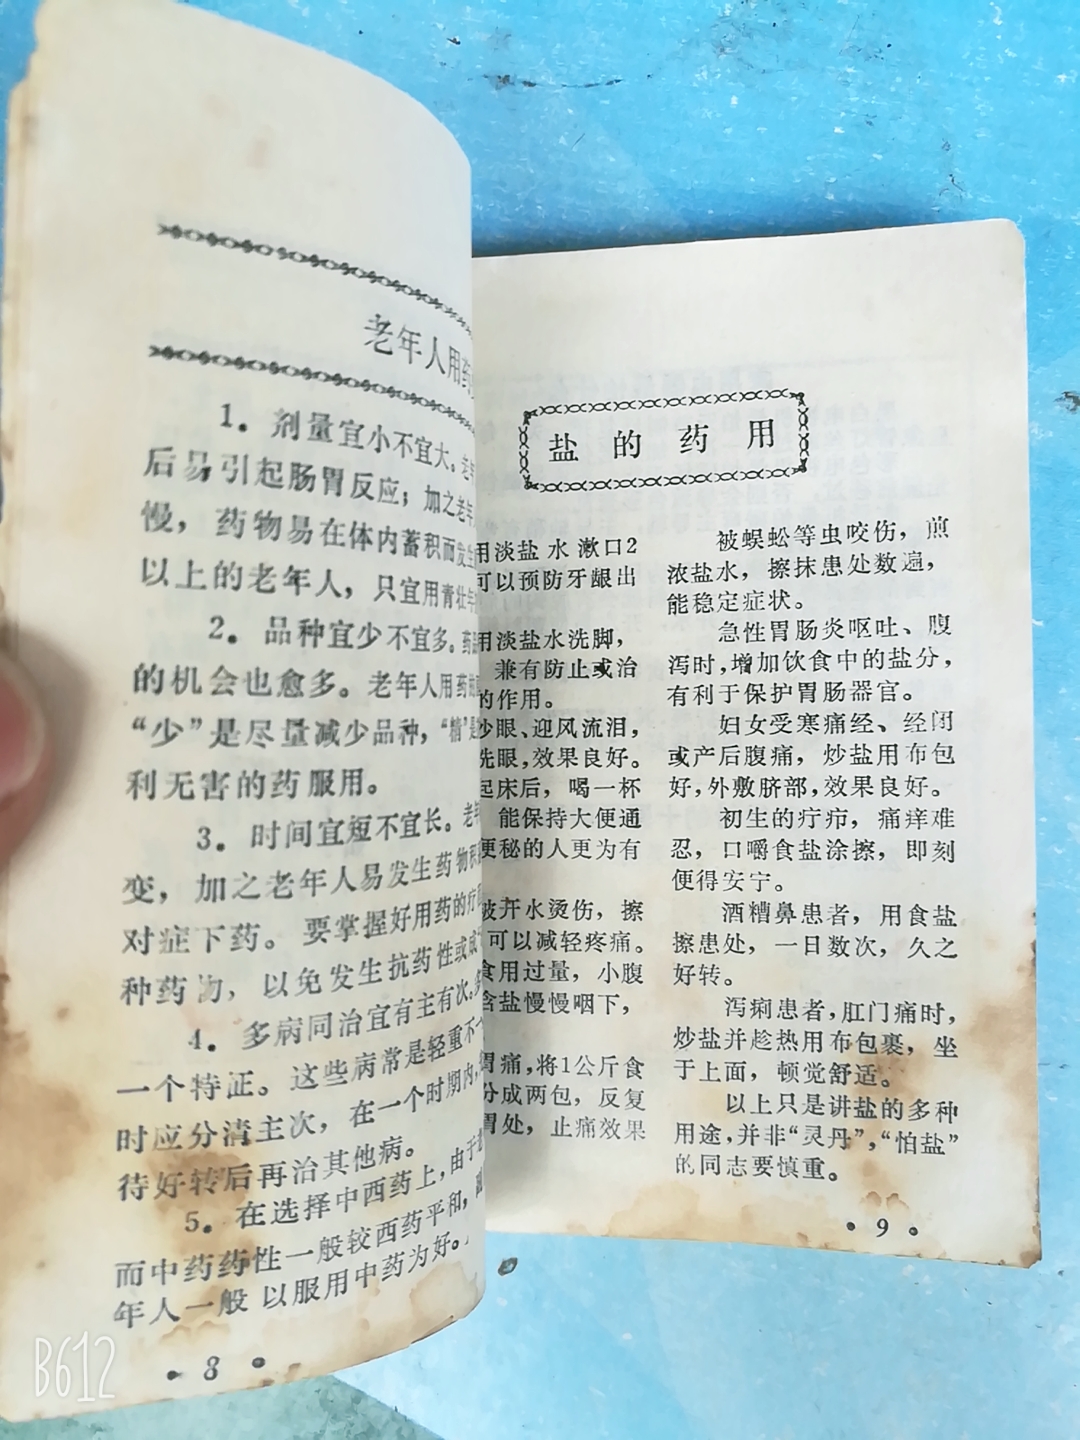 老年人用药
1. 剂量宜小不宜大。老年
后易引起肠胃反应；加之老年
慢，药物易在体内蓄积而发生
以上的老年人，只宜用青壮年
2. 品种宜少不宜多。药品
的机会也愈多。老年人用药
“少”是尽量减少品种，“精”是
利无害的药服用。
3. 时间宜短不宜长。老年
变，加之老年人易发生药物积
对症下药。要掌握好用药的疗
种药物，以免发生抗药性或成
4. 多病同治宜有主有次。
一个特征。这些病常是轻重不一
时应分清主次，在一个时期内，
待好转后再治其他病。
5. 在选择中西药上，由于
而中药药性一般较西药平和，
年人一般以服用中药为好。
· 8 ·
盐的药用
用淡盐水漱口2
可以预防牙龈出
用淡盐水洗脚，
兼有防止或治
的作用。
沙眼、迎风流泪，
洗眼，效果良好。
起床后，喝一杯
能保持大便通
便秘的人更为有
被开水烫伤，擦
可以减轻疼痛。
食用过量，小腹
含盐慢慢咽下，
胃痛，将1公斤食
分成两包，反复
胃处，止痛效果
被蜈蚣等虫咬伤，煎
浓盐水，擦抹患处数遍，
能稳定症状。
急性胃肠炎呕吐、腹
泻时，增加饮食中的盐分，
有利于保护胃肠器官。
妇女受寒痛经、经闭
或产后腹痛，炒盐用布包
好，外敷脐部，效果良好。
初生的疔疖，痛痒难
忍，口嚼食盐涂擦，即刻
便得安宁。
酒糟鼻患者，用食盐
擦患处，一日数次，久之
好转。
泻痢患者，肛门痛时，
炒盐并趁热用布包裹，坐
于上面，顿觉舒适。
以上只是讲盐的多种
用途，并非“灵丹”，“怕盐”
的同志要慎重。
· 9 ·
B612